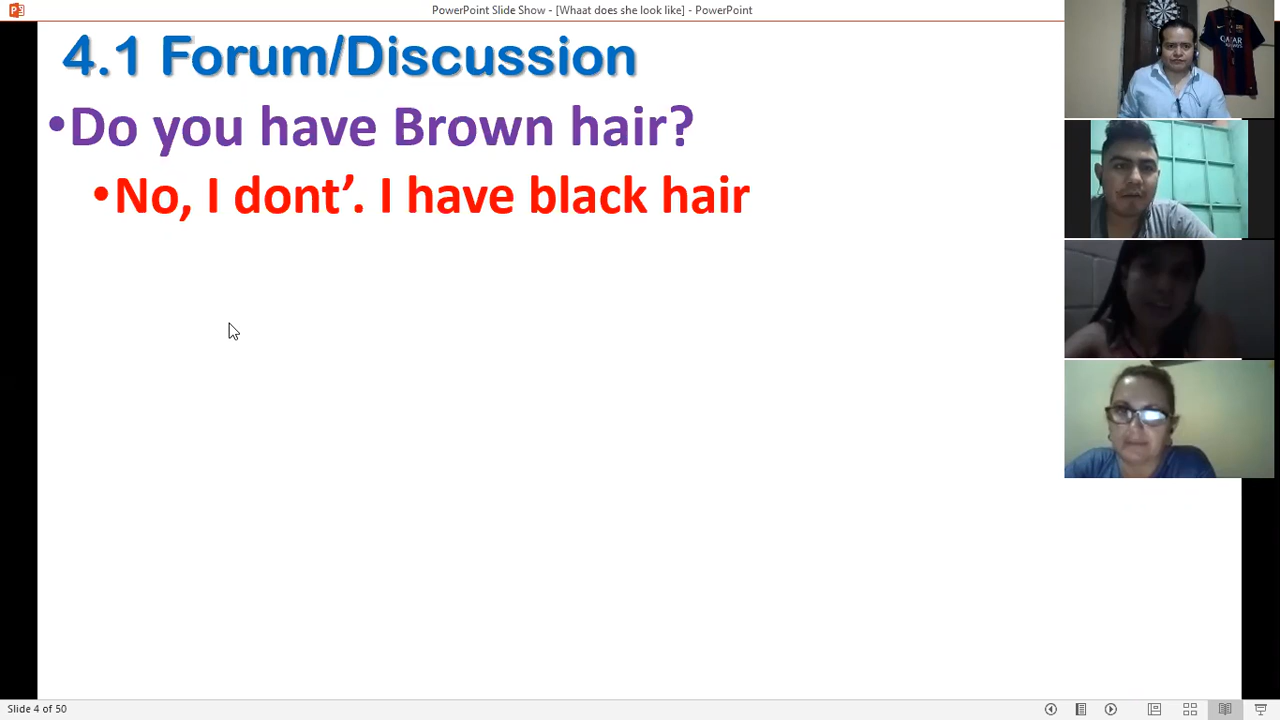 PowerPoint Slide Show - [Whaat does she look like] - PowerPoint
4.1 Forum/Discussion
•Do you have Brown hair?
•No, I dont’. I have black hair
QATAR
Slide 4 of 50